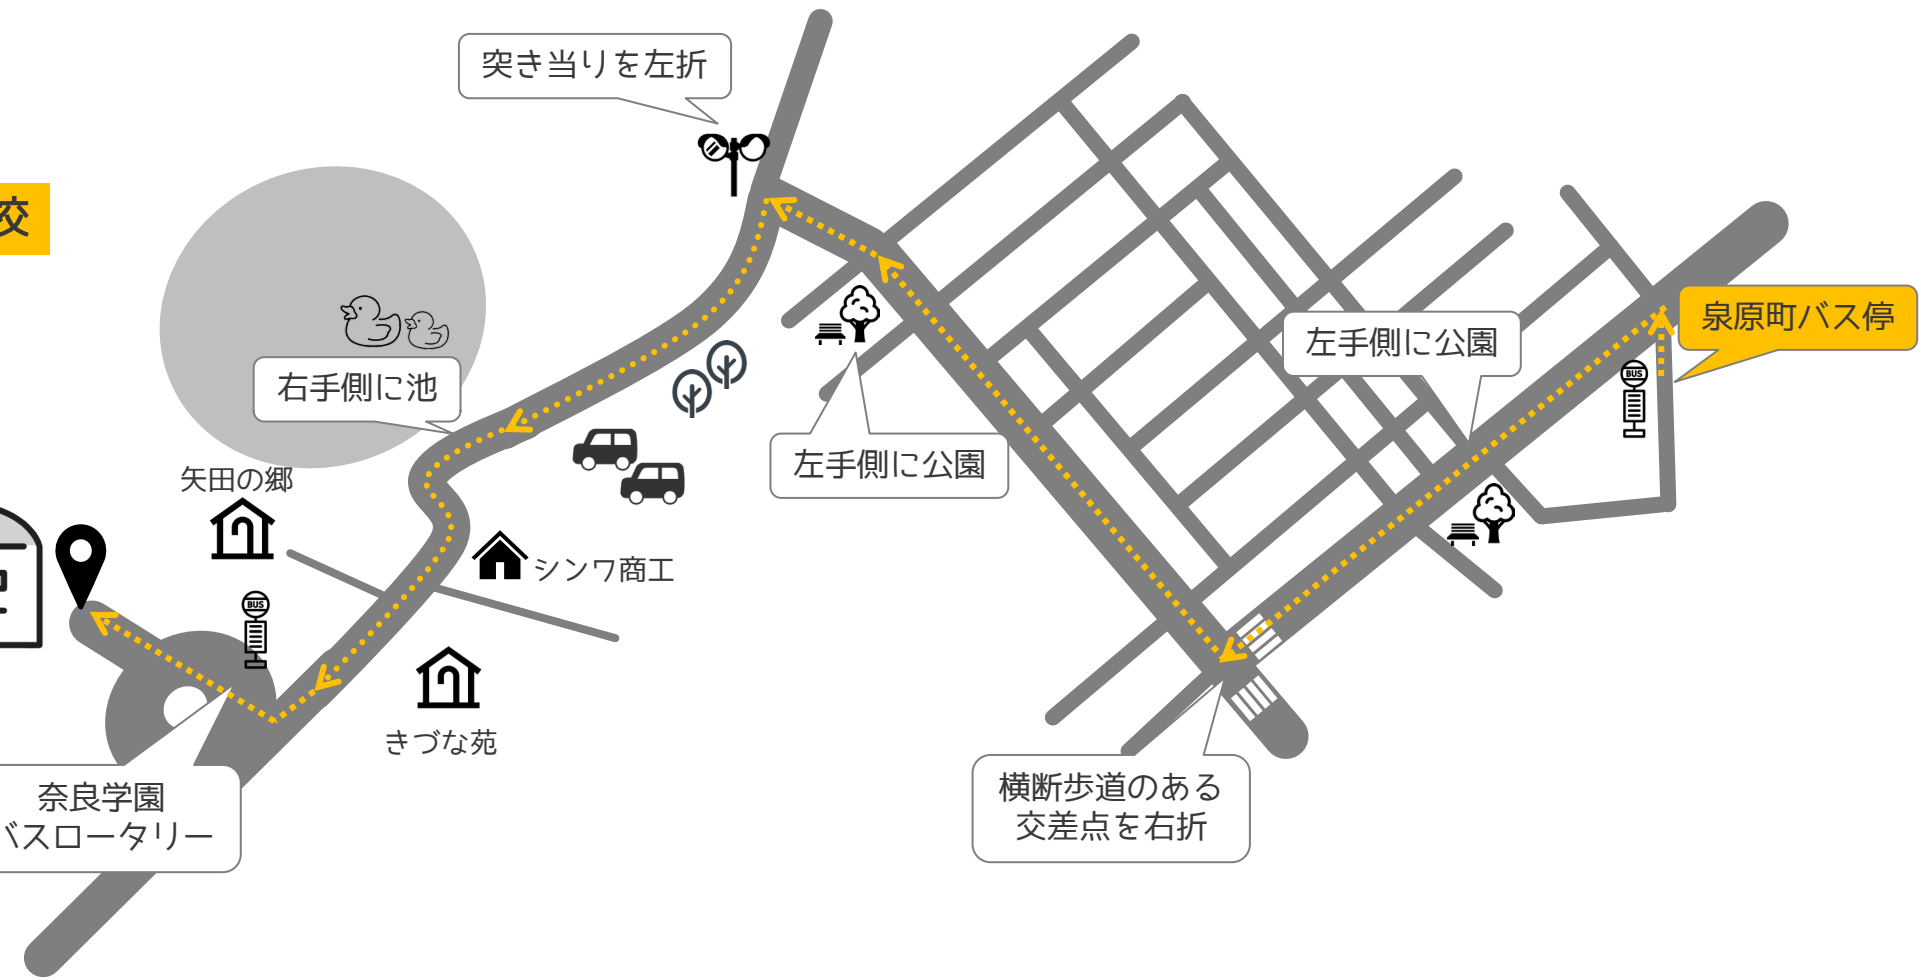 突き当りを左折
校
泉原町バス停
左手側に公園
右手側に池
BUS
左手側に公園
矢田の郷
シンワ商工
BUS
きづな苑
横断歩道のある
交差点を右折
奈良学園
バスロータリー